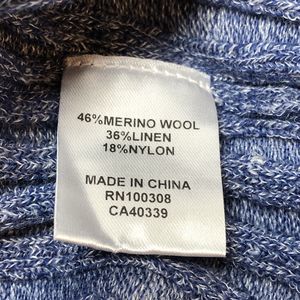 46%MERINO WOOL
36%LINEN
18%NYLON
MADE IN CHINA
RN100308
CA40339